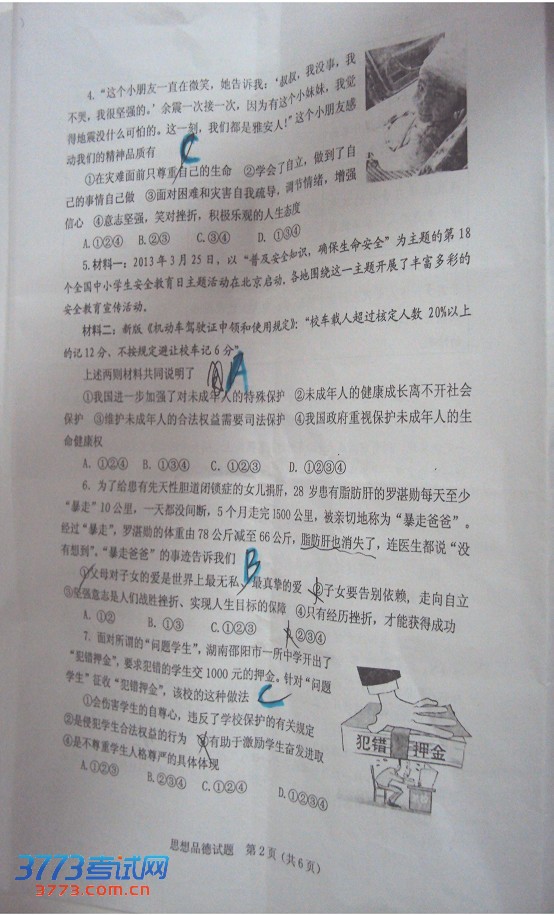 4. “这个小朋友一直在微笑，她告诉我：‘叔叔，我没事，我
不哭，我很坚强的。’余震一次接一次，因为有这个小妹妹，我觉
得地震没什么可怕的。这一刻，我们都是雅安人！”这个小朋友感
动我们的精神品质有 C
①在灾难面前只尊重自己的生命 ②学会了自立，做到了自
己的事情自己做 ③面对困难和灾害自我疏导，调节情绪，增强
信心 ④意志坚强，笑对挫折，积极乐观的人生态度
A. ①②④ B. ②③ C. ③④ D. ①③④
5. 材料一：2013年3月25日，以“普及安全知识，确保生命安全”为主题的第18
个全国中小学生安全教育日主题活动在北京启动。各地围绕这一主题开展了丰富多彩的
安全教育宣传活动。
材料二：新版《机动车驾驶证申领和使用规定》：“校车载人超过核定人数20%以上
的记12分、不按规定避让校车记6分”
上述两则材料共同说明了 A
①我国进一步加强了对未成年人的特殊保护 ②未成年人的健康成长离不开社会
保护 ③维护未成年人的合法权益需要司法保护 ④我国政府重视保护未成年人的生
命健康权
A. ①②④ B. ①③④ C. ①②③ D. ①②③④
6. 为了给患有先天性胆道闭锁症的女儿捐肝，28岁患有脂肪肝的罗湛勋每天至少
“暴走”10公里，一天都没间断，5个月走完1500公里，被亲切地称为“暴走爸爸”。
经过“暴走”，罗湛勋的体重由78公斤减至66公斤，脂肪肝也消失了，连医生都说“没
有想到”。“暴走爸爸”的事迹告诉我们 B
①父母对子女的爱是世界上最无私、最真挚的爱 ②子女要告别依赖，走向自立
③坚强意志是人们战胜挫折、实现人生目标的保障 ④只有经历挫折，才能获得成功
A. ①② B. ①③ C. ①②③ D. ②③④
7. 面对所谓的“问题学生”，湖南邵阳市一所中学开出了
“犯错押金”，要求犯错的学生交1000元的押金。针对“问题
学生”征收“犯错押金”，该校的这种做法 C
①会伤害学生的自尊心，违反了学校保护的有关规定
②是侵犯学生合法权益的行为 ③有助于激励学生奋发进取
④是不尊重学生人格尊严的具体体现
A. ①②③ B. ②③④ C. ①②④ D. ①②③④
犯错押金
思想品德试题 第2页（共6页）
3773考试网
3773.com.cn